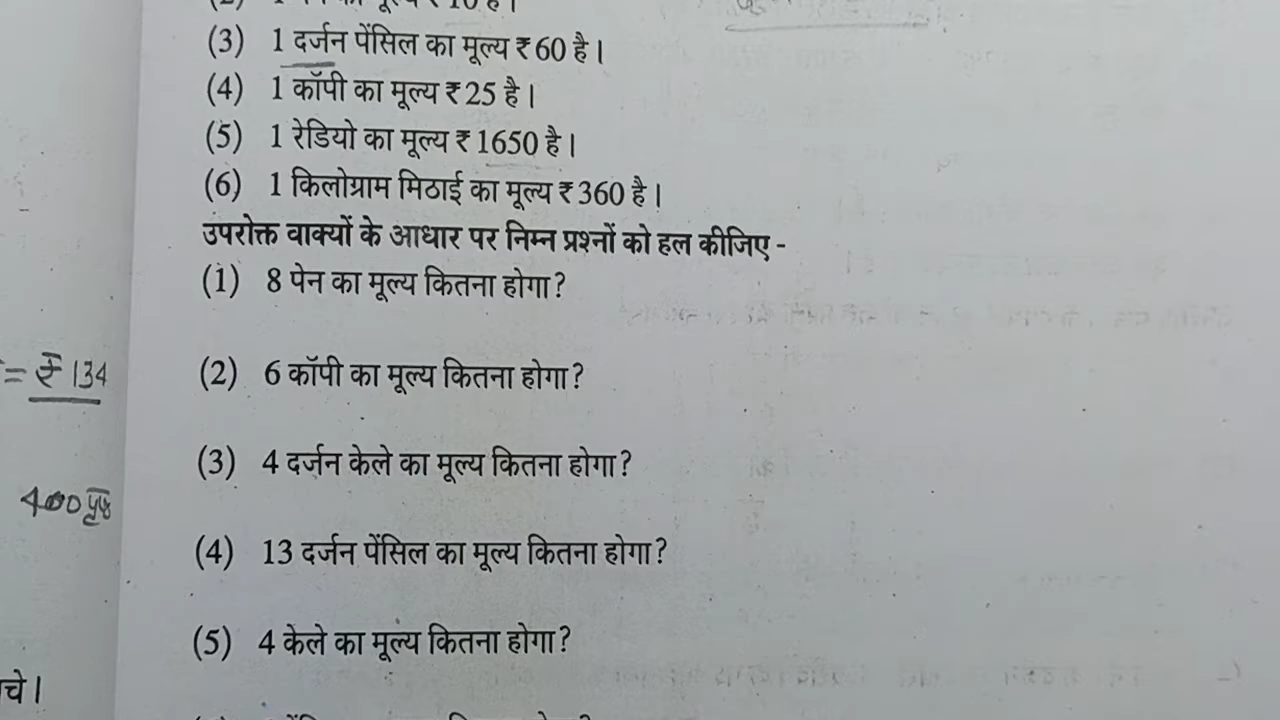 (3) 1 दर्जन पेंसिल का मूल्य ₹ 60 है।
(4) 1 कॉपी का मूल्य ₹ 25 है।
(5) 1 रेडियो का मूल्य ₹ 1650 है।
(6) 1 किलोग्राम मिठाई का मूल्य ₹ 360 है।
उपरोक्त वाक्यों के आधार पर निम्न प्रश्नों को हल कीजिए -
(1) 8 पेन का मूल्य कितना होगा?
(2) 6 कॉपी का मूल्य कितना होगा?
= ₹ 134
(3) 4 दर्जन केले का मूल्य कितना होगा?
400 पृष्ठ
(4) 13 दर्जन पेंसिल का मूल्य कितना होगा?
(5) 4 केले का मूल्य कितना होगा?
चे।